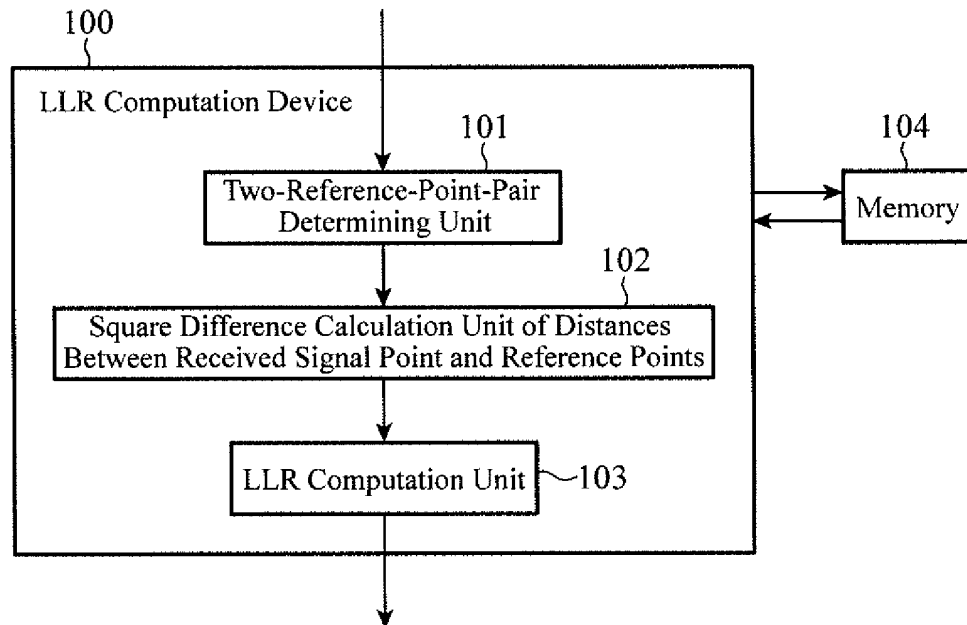 100
LLR Computation Device
101
Two-Reference-Point-Pair
Determining Unit
104
Memory
102
Square Difference Calculation Unit of Distances
Between Received Signal Point and Reference Points
LLR Computation Unit
103